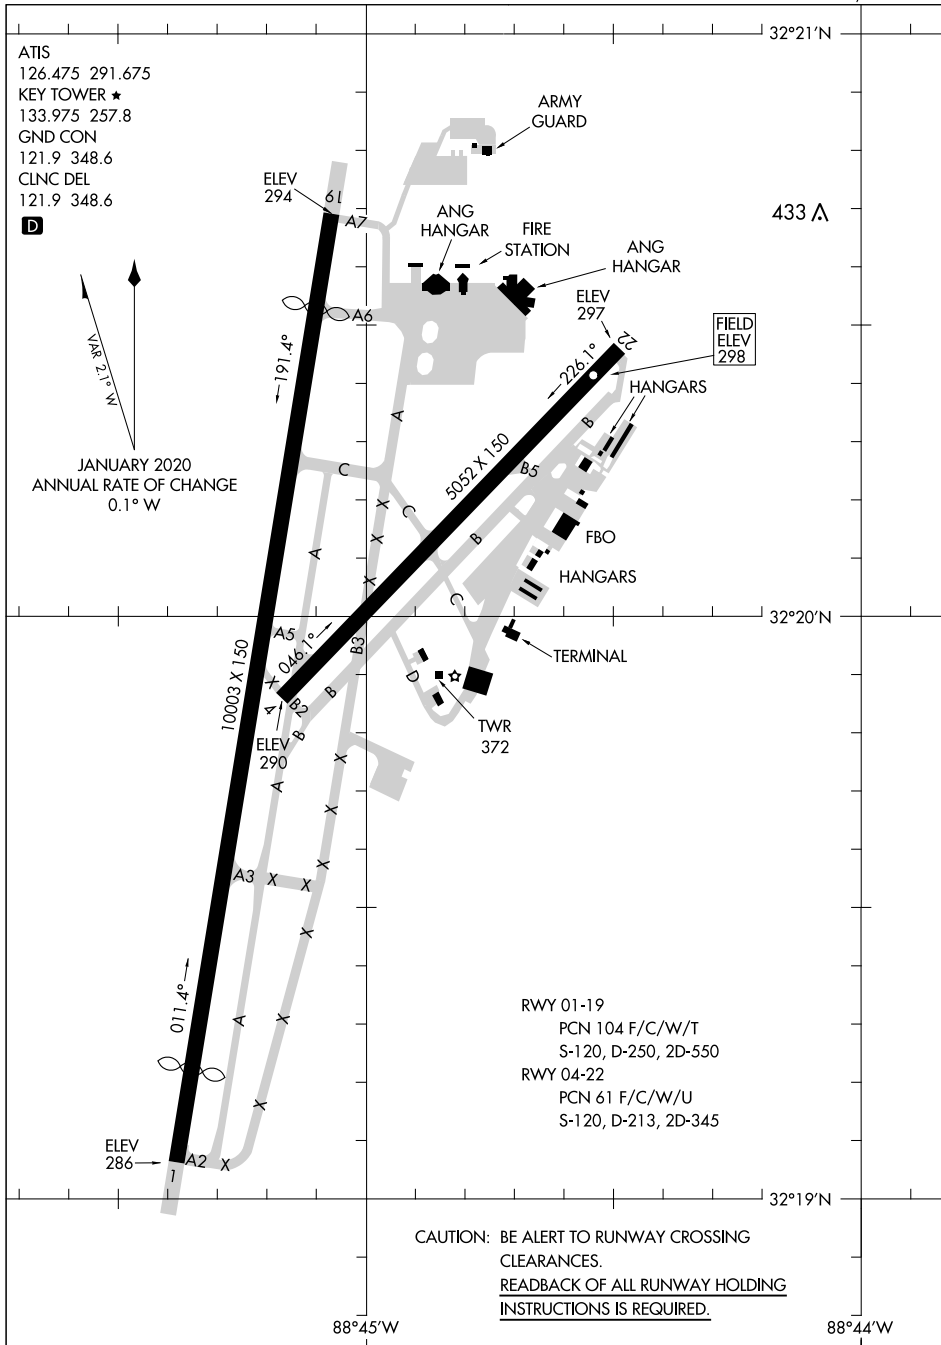 32°21'N
ATIS
126.475 291.675
KEY TOWER ★
133.975 257.8
GND CON
121.9 348.6
CLNC DEL
121.9 348.6
D
ARMY
GUARD
ELEV
294
19
A7
433
ANG
HANGAR
FIRE
STATION
ANG
HANGAR
ELEV
297
22
FIELD
ELEV
298
A6
VAR 2.1° W
191.4°
226.1°
HANGARS
A
B
JANUARY 2020
ANNUAL RATE OF CHANGE
0.1° W
C
5052 X 150
B5
X
C
A
X
B
FBO
X
HANGARS
C
32°20'N
A5
046.1°
B3
TERMINAL
10003 X 150
X
D
B
4
B2
B
TWR
372
ELEV
290
X
A
X
X
A3 X X
X
011.4°
A
X
RWY 01-19
PCN 104 F/C/W/T
S-120, D-250, 2D-550
RWY 04-22
PCN 61 F/C/W/U
S-120, D-213, 2D-345
X
ELEV
286
A2 X
1
32°19'N
CAUTION: BE ALERT TO RUNWAY CROSSING
CLEARANCES.
READBACK OF ALL RUNWAY HOLDING
INSTRUCTIONS IS REQUIRED.
88°45'W
88°44'W